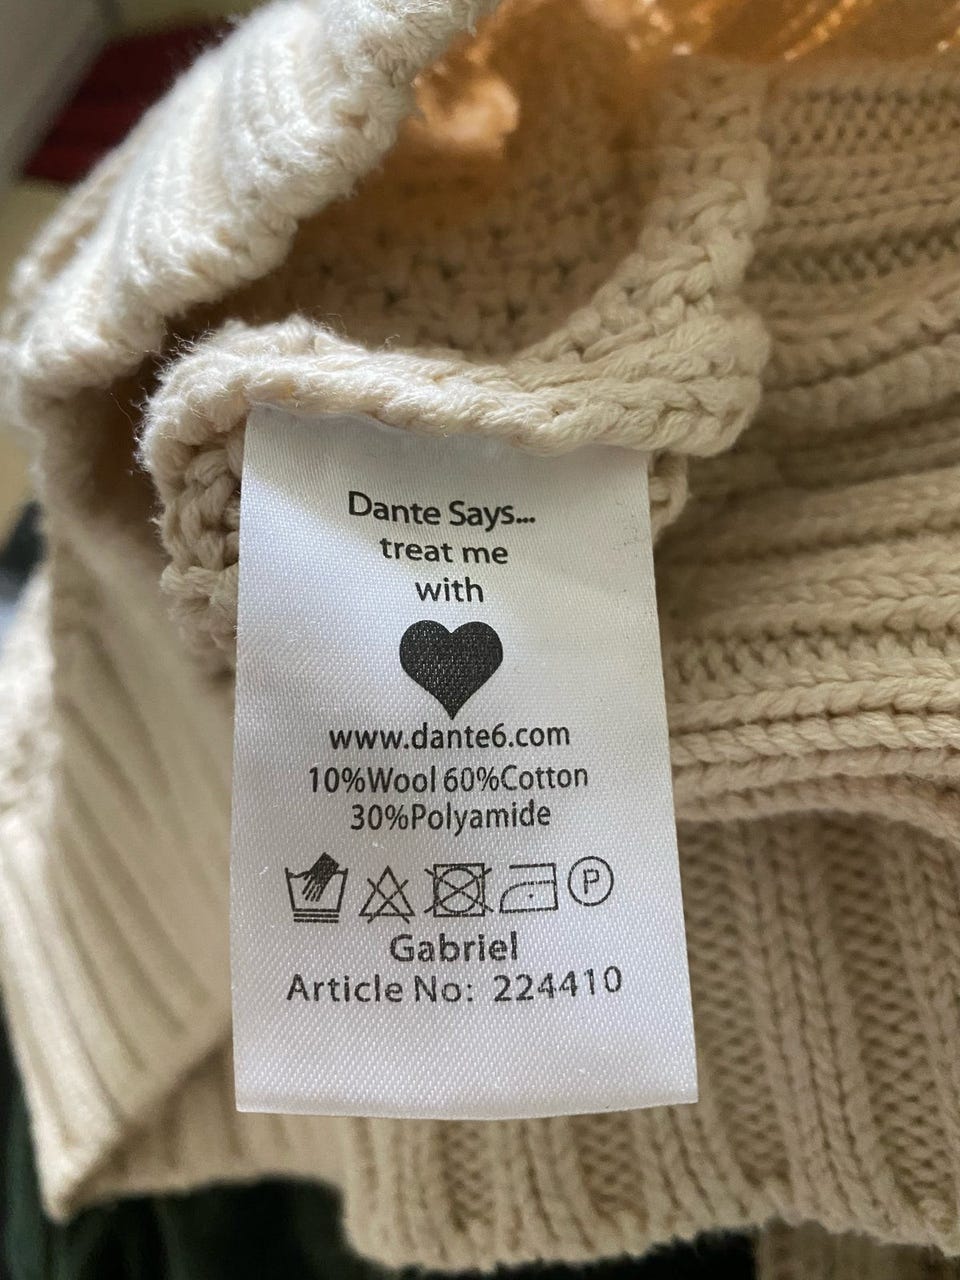 Dante Says...
treat me
with
www.dante6.com
10%Wool 60%Cotton
30%Polyamide
P
Gabriel
Article No: 224410